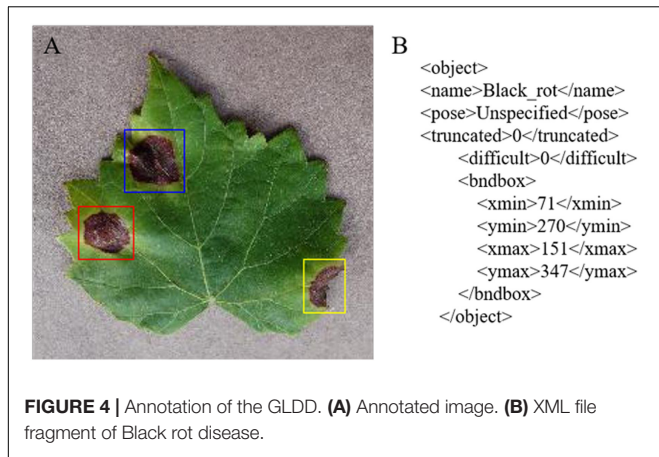 A
B
<object>
<name>Black_rot</name>
<pose>Unspecified</pose>
<truncated>0</truncated>
<difficult>0</difficult>
<bndbox>
<xmin>71</xmin>
<ymin>270</ymin>
<xmax>151</xmax>
<ymax>347</ymax>
</bndbox>
</object>
FIGURE 4 | Annotation of the GLDD. (A) Annotated image. (B) XML file
fragment of Black rot disease.